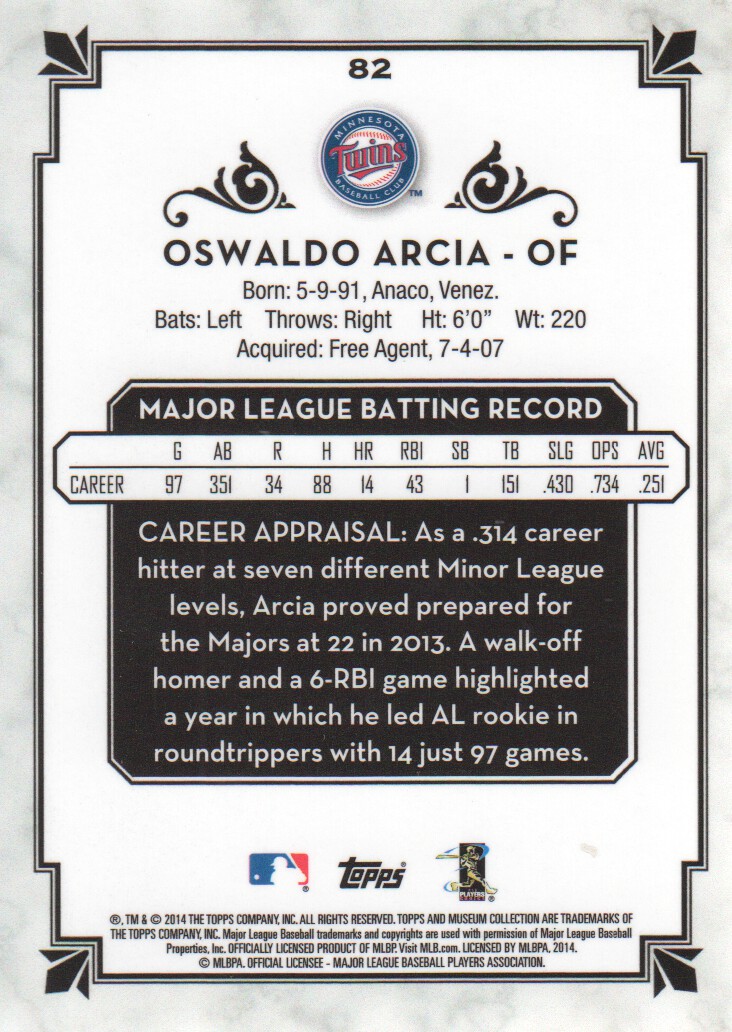 82
MINNESOTA
Twins
BASEBALL CLUB
TM
OSWALDO ARCIA - OF
Born: 5-9-91, Anaco, Venez.
Bats: Left Throws: Right Ht: 6'0" Wt: 220
Acquired: Free Agent, 7-4-07
MAJOR LEAGUE BATTING RECORD
G AB R H HR RBI SB TB SLG OPS AVG
CAREER 97 351 34 88 14 43 1 151 .430 .734 .251
CAREER APPRAISAL: As a .314 career
hitter at seven different Minor League
levels, Arcia proved prepared for
the Majors at 22 in 2013. A walk-off
homer and a 6-RBI game highlighted
a year in which he led AL rookie in
roundtrippers with 14 just 97 games.
® Topps® PLAYERS ®
®, TM & © 2014 THE TOPPS COMPANY, INC. ALL RIGHTS RESERVED. TOPPS AND MUSEUM COLLECTION ARE TRADEMARKS OF
THE TOPPS COMPANY, INC. Major League Baseball trademarks and copyrights are used with permission of Major League Baseball
Properties, Inc. OFFICIALLY LICENSED PRODUCT OF MLBP. Visit MLB.com. LICENSED BY MLBPA, 2014.
© MLBPA. OFFICIAL LICENSEE - MAJOR LEAGUE BASEBALL PLAYERS ASSOCIATION.